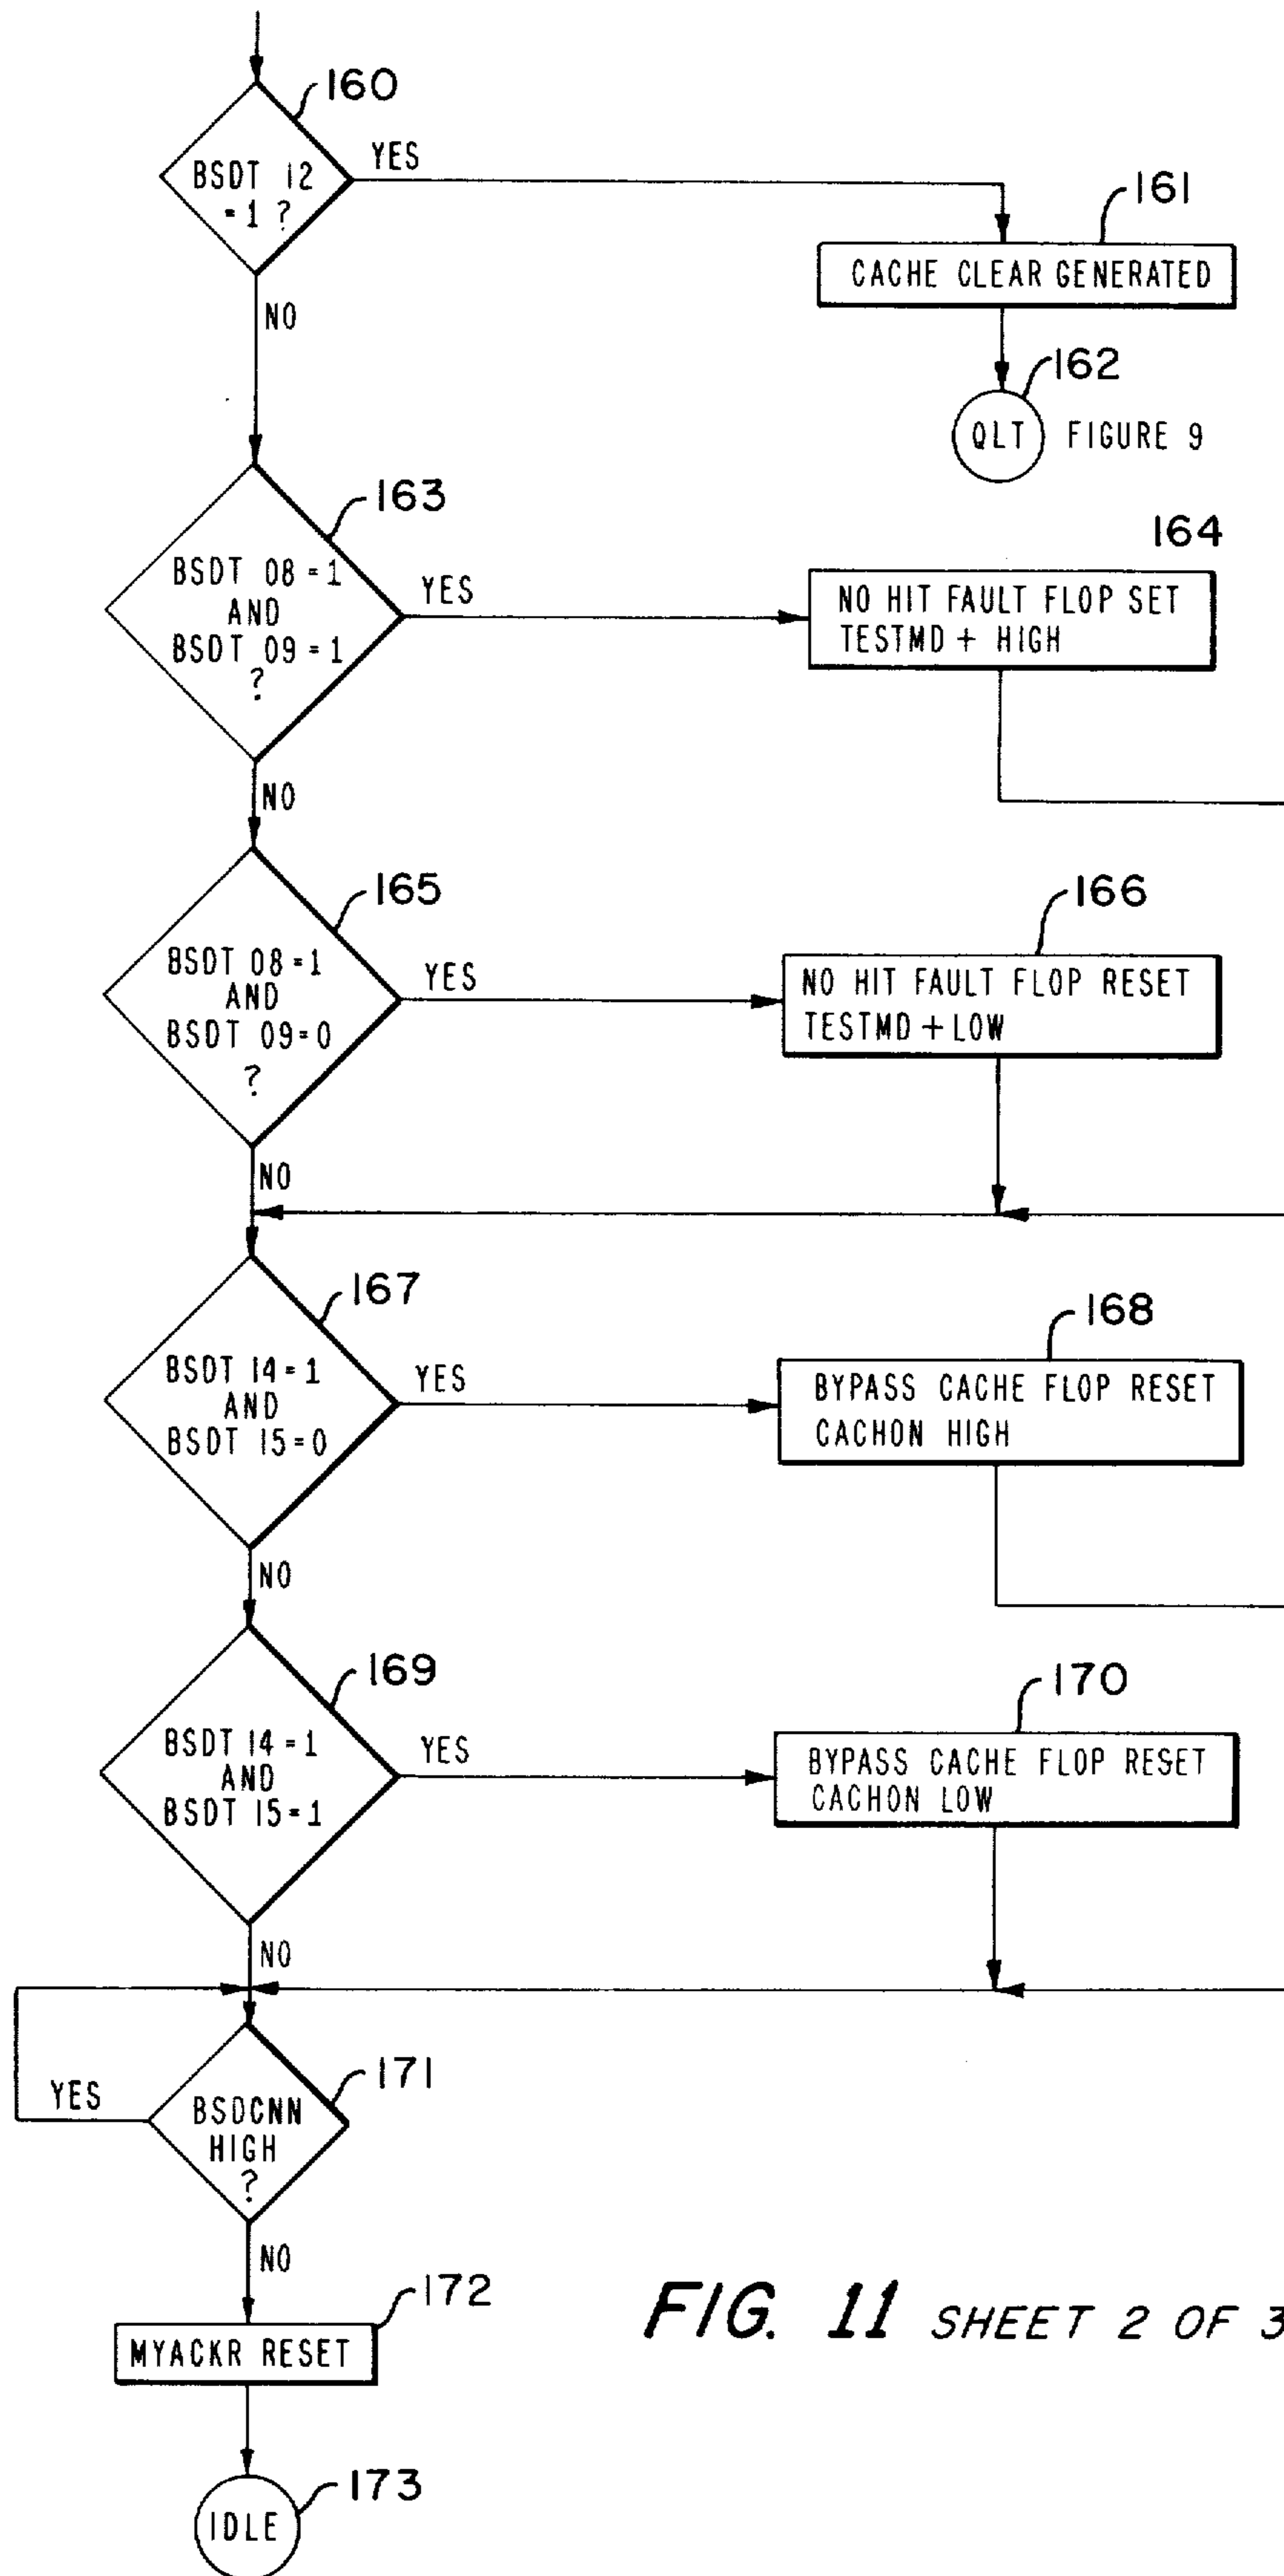 160
BSDT 12
=1 ?
YES
NO
161
CACHE CLEAR GENERATED
162
QLT FIGURE 9
163
BSDT 08=1
AND
BSDT 09=1
?
YES
NO
164
NO HIT FAULT FLOP SET
TESTMD + HIGH
165
BSDT 08=1
AND
BSDT 09=0
?
YES
NO
166
NO HIT FAULT FLOP RESET
TESTMD + LOW
167
BSDT 14=1
AND
BSDT 15=0
YES
NO
168
BYPASS CACHE FLOP RESET
CACHON HIGH
169
BSDT 14=1
AND
BSDT 15=1
YES
NO
170
BYPASS CACHE FLOP RESET
CACHON LOW
171
BSDCNN
HIGH
?
YES
NO
172
MYACKR RESET
173
IDLE
FIG. 11 SHEET 2 OF 3